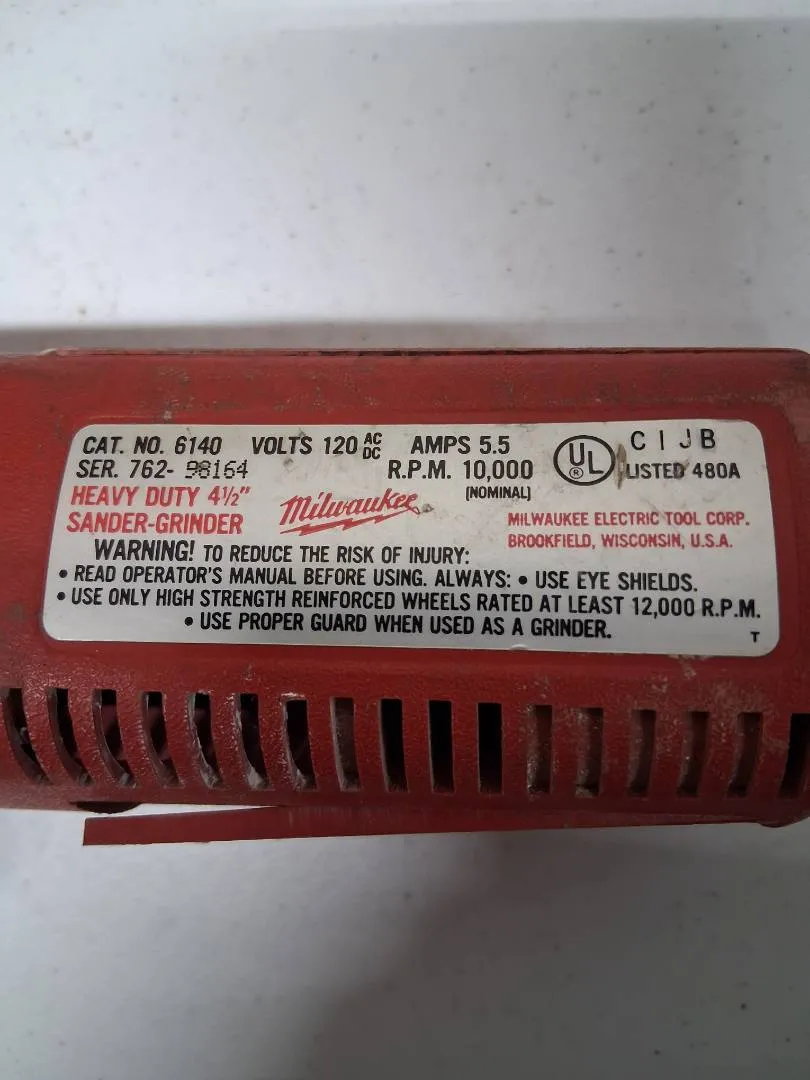 CAT. NO. 6140 VOLTS 120 AC DC AMPS 5.5 UL ® C I J B
SER. 762- 98164 R.P.M. 10,000 LISTED 480A
HEAVY DUTY 4½" Milwaukee (NOMINAL)
SANDER-GRINDER MILWAUKEE ELECTRIC TOOL CORP.
BROOKFIELD, WISCONSIN, U.S.A.
WARNING! TO REDUCE THE RISK OF INJURY:
• READ OPERATOR'S MANUAL BEFORE USING. ALWAYS: • USE EYE SHIELDS.
• USE ONLY HIGH STRENGTH REINFORCED WHEELS RATED AT LEAST 12,000 R.P.M.
• USE PROPER GUARD WHEN USED AS A GRINDER.
T